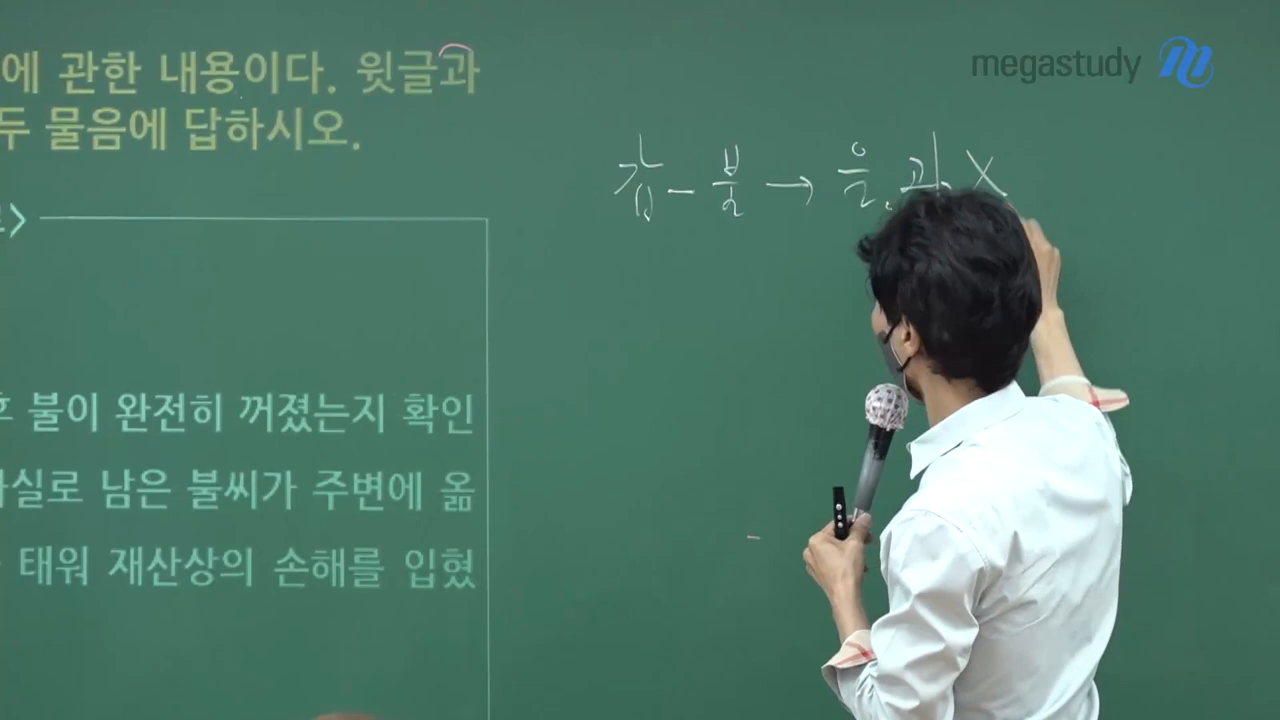 에 관한 내용이다. 윗글과
두 물음에 답하시오.
megastudy
갑 - 불 → 을. 과 X
불이 완전히 꺼졌는지 확인
실로 남은 불씨가 주변에 옮
태워 재산상의 손해를 입혔